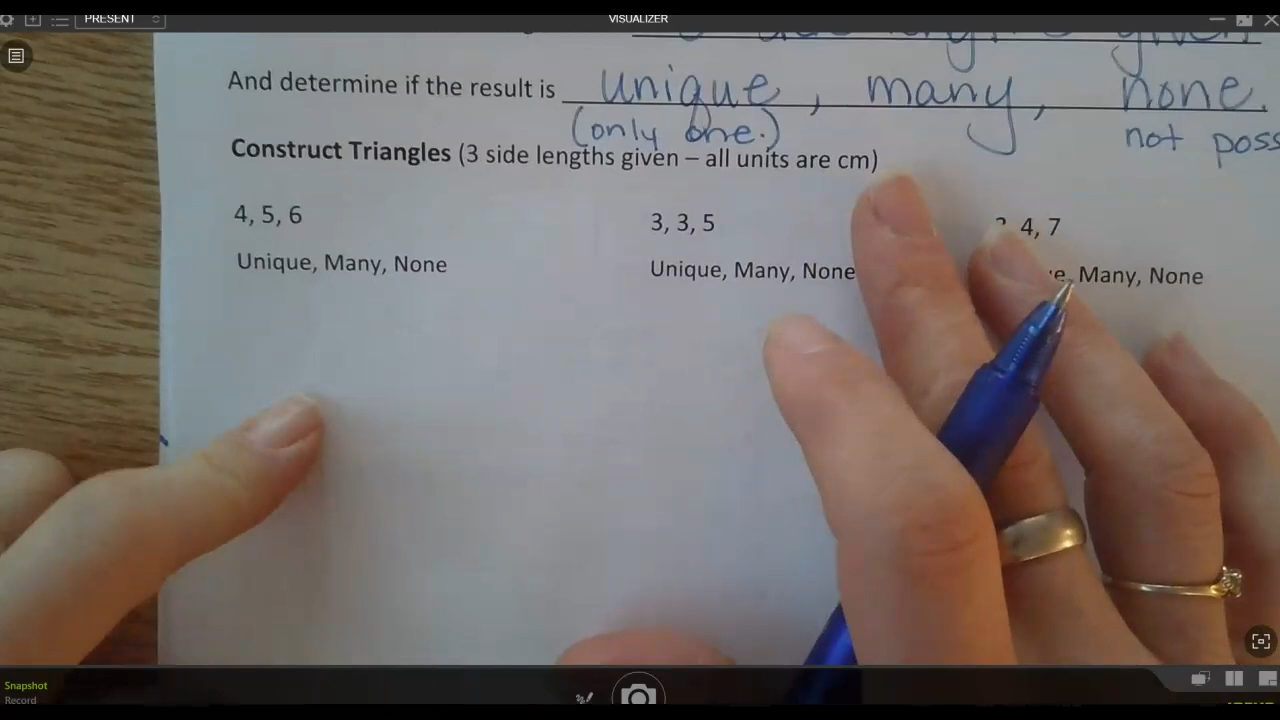 PRESENT
VISUALIZER
And determine if the result is unique, many, none.
(only one.)
not poss
Construct Triangles (3 side lengths given – all units are cm)
4, 5, 6
3, 3, 5
4, 7
Unique, Many, None
Unique, Many, None
Many, None
Snapshot
Record